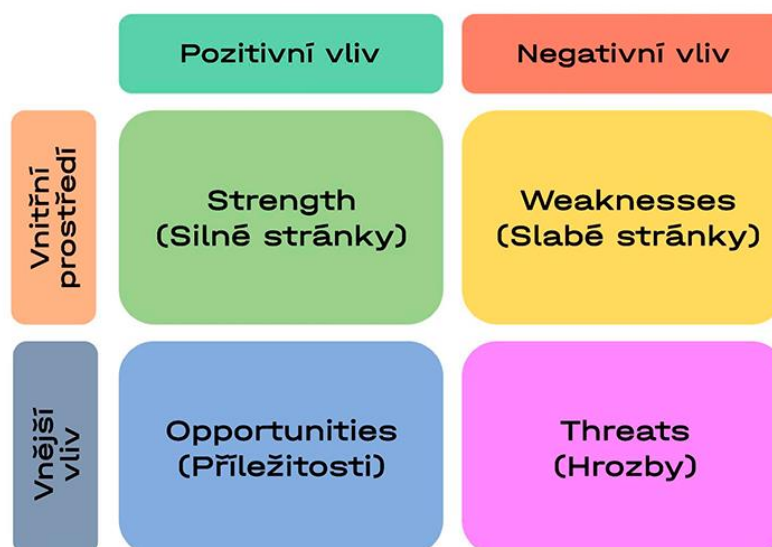 Pozitivní vliv
Negativní vliv
Vnitřní
prostředí
Strength
(Silné stránky)
Weaknesses
(Slabé stránky)
Vnější
vliv
Opportunities
(Příležitosti)
Threats
(Hrozby)